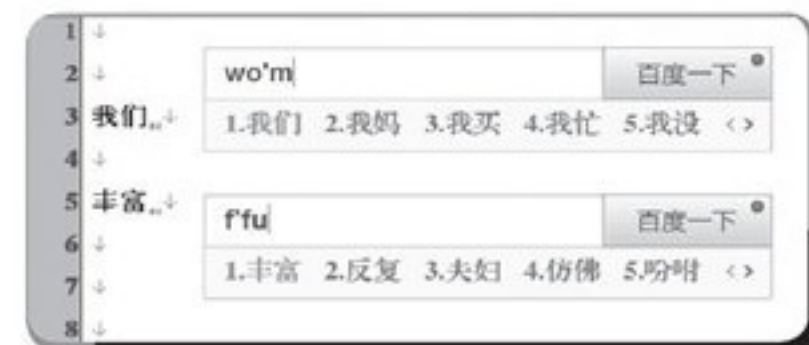 1
2 wo'm 百度一下
3 我们 1.我们 2.我妈 3.我买 4.我忙 5.我没 < >
4
5 丰富 f'fu 百度一下
6
7 1.丰富 2.反复 3.夫妇 4.仿佛 5.吩咐 < >
8